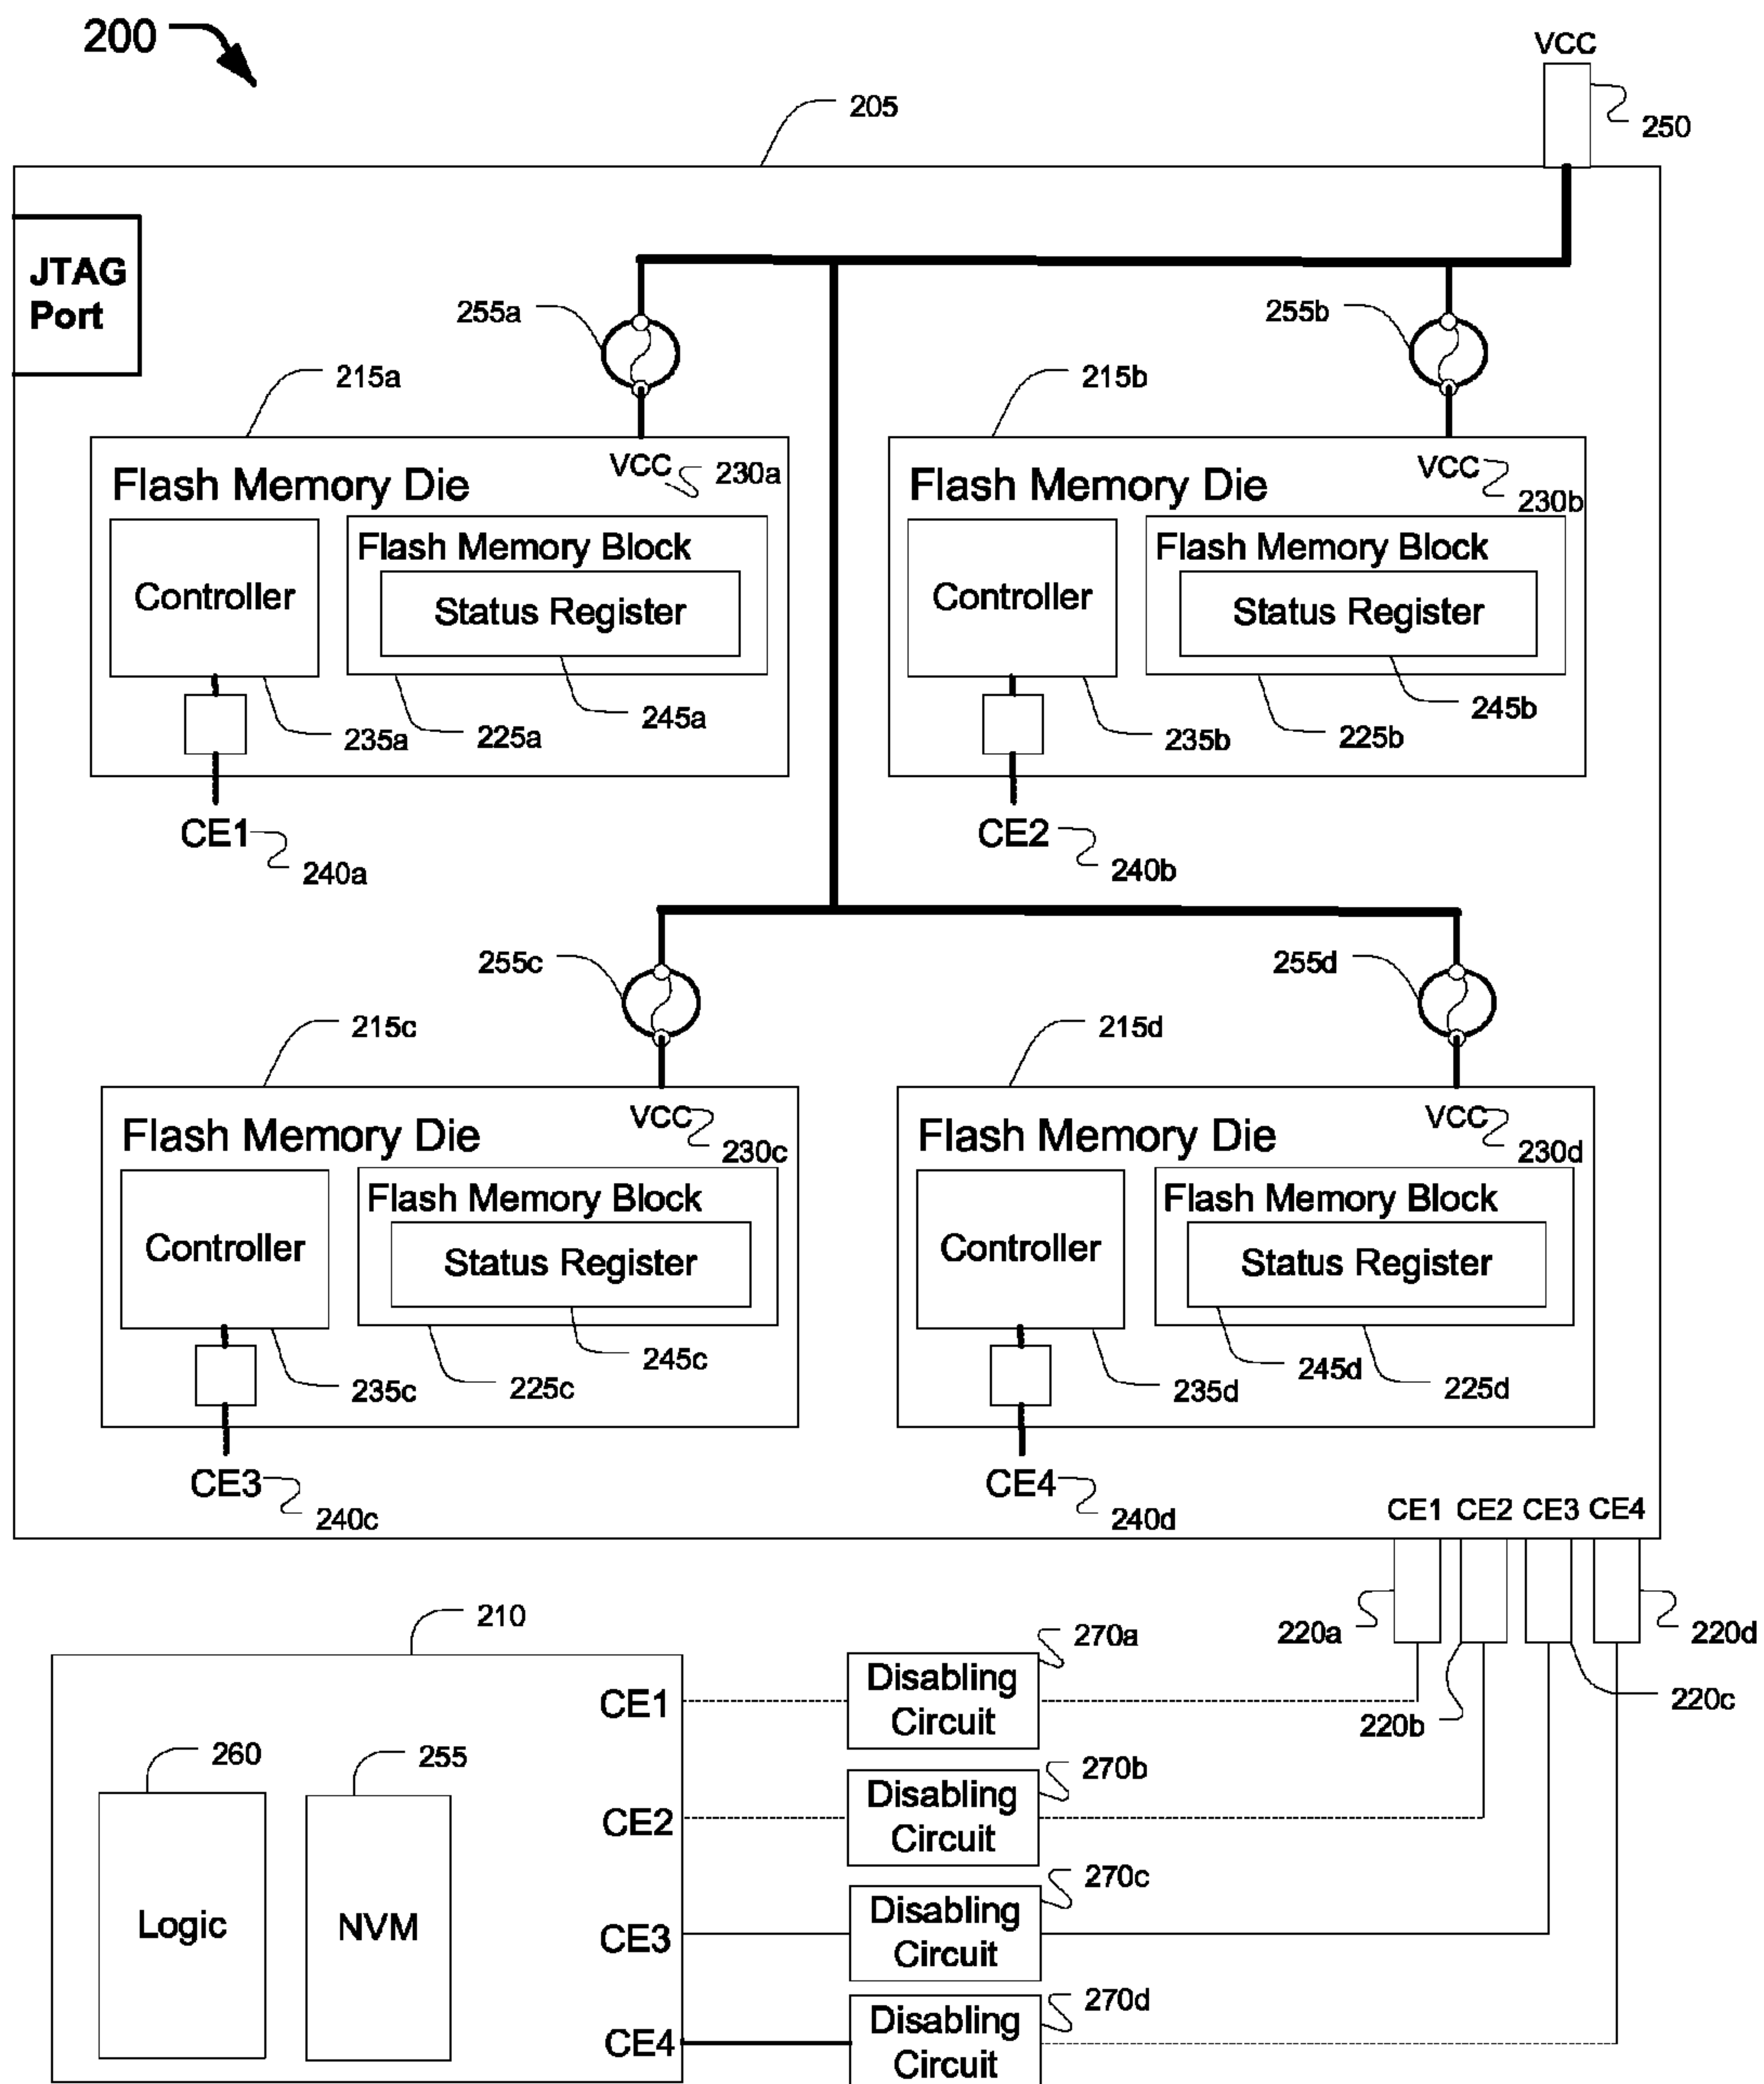 200
VCC
250
205
JTAG
Port
255a
255b
215a
215b
VCC
230a
Flash Memory Die
Controller
Flash Memory Block
Status Register
235a
225a
245a
CE1
240a
VCC
230b
Flash Memory Die
Controller
Flash Memory Block
Status Register
235b
225b
245b
CE2
240b
255c
255d
215c
215d
VCC
230c
Flash Memory Die
Controller
Flash Memory Block
Status Register
235c
225c
245c
CE3
240c
VCC
230d
Flash Memory Die
Controller
Flash Memory Block
Status Register
235d
245d
225d
CE4
240d
CE1 CE2 CE3 CE4
220a
220b
220c
220d
210
260
255
Logic
NVM
CE1
CE2
CE3
CE4
270a
Disabling
Circuit
270b
Disabling
Circuit
270c
Disabling
Circuit
270d
Disabling
Circuit